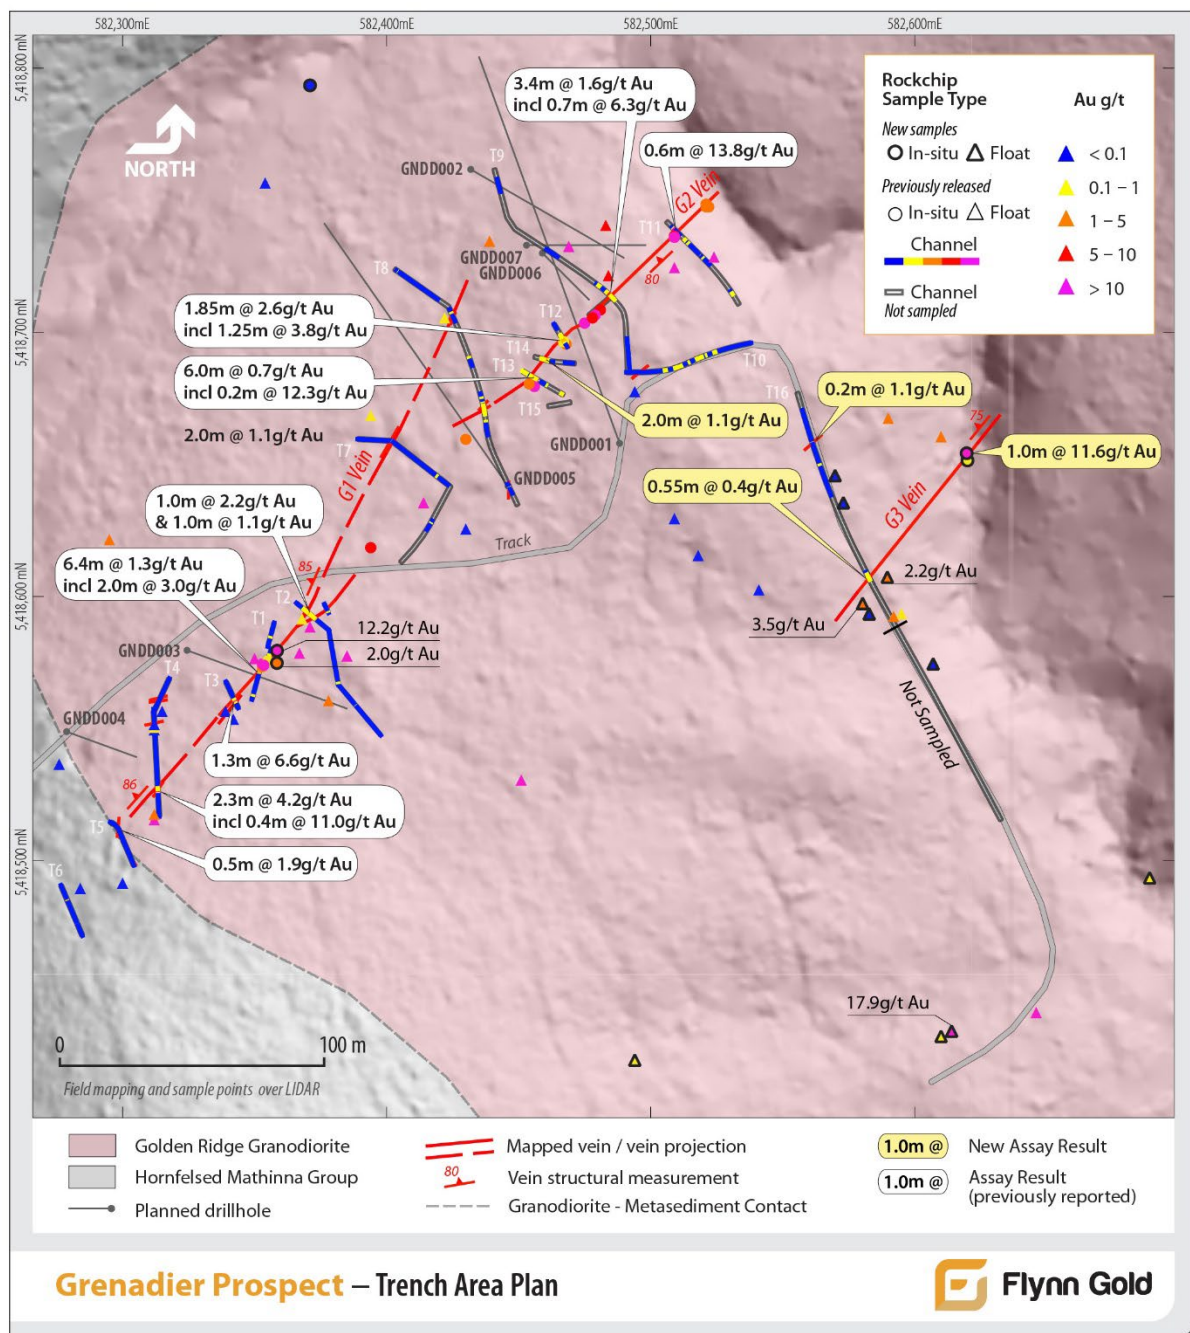 582,300mE
582,400mE
582,500mE
582,600mE
5,418,800 mN
5,418,700 mN
5,418,600 mN
5,418,500 mN
NORTH
Rockchip
Sample Type
Au g/t
New samples
In-situ Float
< 0.1
Previously released
0.1 – 1
In-situ Float
1 – 5
Channel
5 – 10
Channel
> 10
Not sampled
3.4m @ 1.6g/t Au
incl 0.7m @ 6.3g/t Au
0.6m @ 13.8g/t Au
T9
GNDD002
G2 Vein
T11
GNDD007
GNDD006
80
T8
1.85m @ 2.6g/t Au
incl 1.25m @ 3.8g/t Au
T12
T14
T13
T10
6.0m @ 0.7g/t Au
incl 0.2m @ 12.3g/t Au
T15
T16
0.2m @ 1.1g/t Au
2.0m @ 1.1g/t Au
75
2.0m @ 1.1g/t Au
T7
GNDD001
1.0m @ 11.6g/t Au
G1 Vein
GNDD005
0.55m @ 0.4g/t Au
G3 Vein
1.0m @ 2.2g/t Au
& 1.0m @ 1.1g/t Au
Track
6.4m @ 1.3g/t Au
incl 2.0m @ 3.0g/t Au
85
2.2g/t Au
T2
T1
3.5g/t Au
12.2g/t Au
GNDD003
2.0g/t Au
T4
T3
GNDD004
Not Sampled
1.3m @ 6.6g/t Au
86
2.3m @ 4.2g/t Au
incl 0.4m @ 11.0g/t Au
T5
0.5m @ 1.9g/t Au
T6
17.9g/t Au
0
100 m
Field mapping and sample points over LIDAR
Golden Ridge Granodiorite
Mapped vein / vein projection
1.0m @
New Assay Result
Hornfelsed Mathinna Group
80
Vein structural measurement
1.0m @
Assay Result
(previously reported)
Planned drillhole
Granodiorite - Metasediment Contact
Grenadier Prospect – Trench Area Plan
Flynn Gold